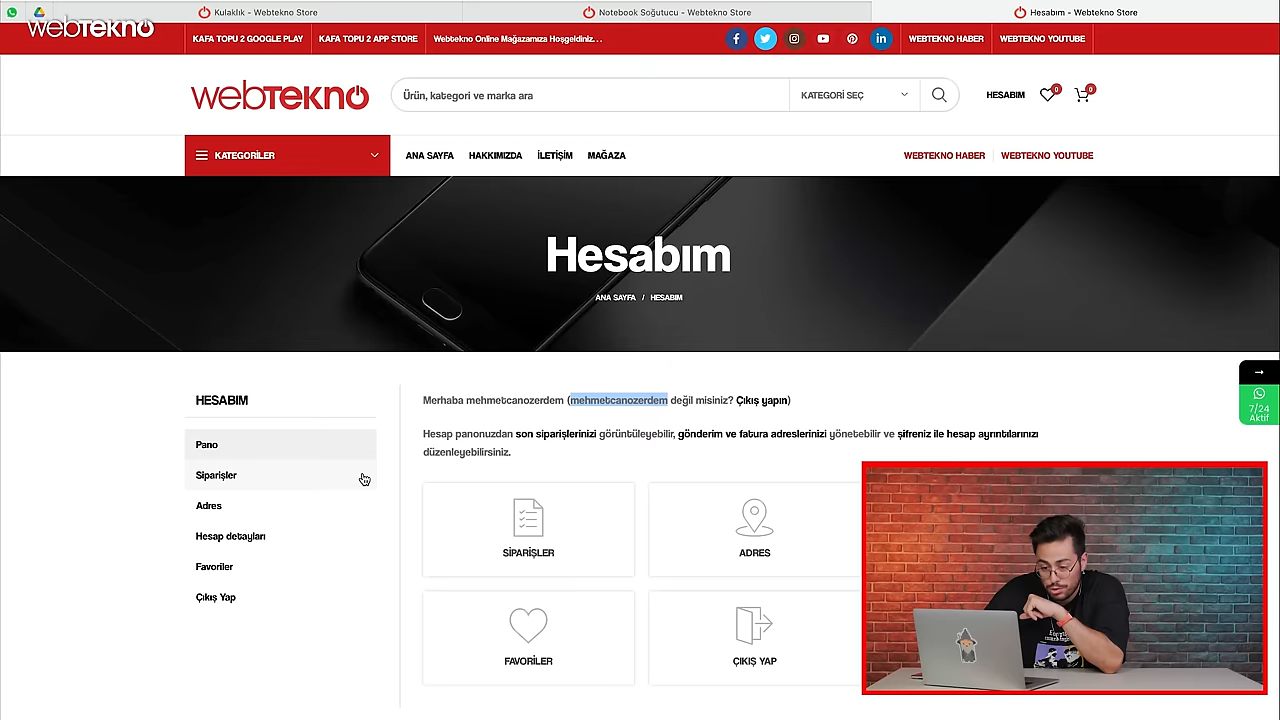 Kulaklık - Webtekno Store
Notebook Soğutucu - Webtekno Store
Hesabım - Webtekno Store
webtekno
KAFA TOPU 2 GOOGLE PLAY
KAFA TOPU 2 APP STORE
Webtekno Online Mağazamıza Hoşgeldiniz...
WEBTEKNO HABER
WEBTEKNO YOUTUBE
webtekno
Ürün, kategori ve marka ara
KATEGORİ SEÇ
HESABIM
0
0
KATEGORİLER
ANA SAYFA
HAKKIMIZDA
İLETİŞİM
MAĞAZA
WEBTEKNO HABER
WEBTEKNO YOUTUBE
Hesabım
ANA SAYFA / HESABIM
HESABIM
Pano
Siparişler
Adres
Hesap detayları
Favoriler
Çıkış Yap
Merhaba mehmetcanozerdem (mehmetcanozerdem değil misiniz? Çıkış yapın)
Hesap panonuzdan son siparişlerinizi görüntüleyebilir, gönderim ve fatura adreslerinizi yönetebilir ve şifreniz ile hesap ayrıntılarınızı
düzenleyebilirsiniz.
SİPARİŞLER
ADRES
FAVORİLER
ÇIKIŞ YAP
7/24
Aktif